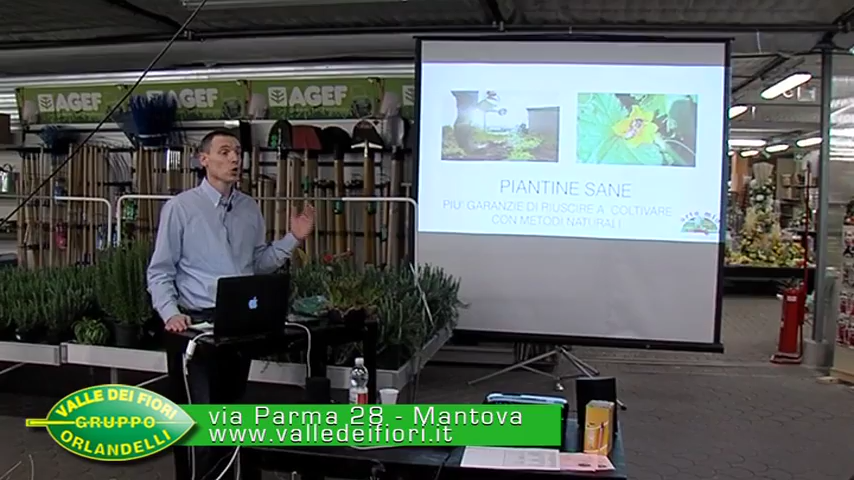 AGEF AGEF AGEF
PIANTINE SANE
PIU' GARANZIE DI RIUSCIRE A COLTIVARE
CON METODI NATURALI
VALLE DEI FIORI
GRUPPO
ORLANDELLI
via Parma 28 - Mantova
www.valledeifiori.it